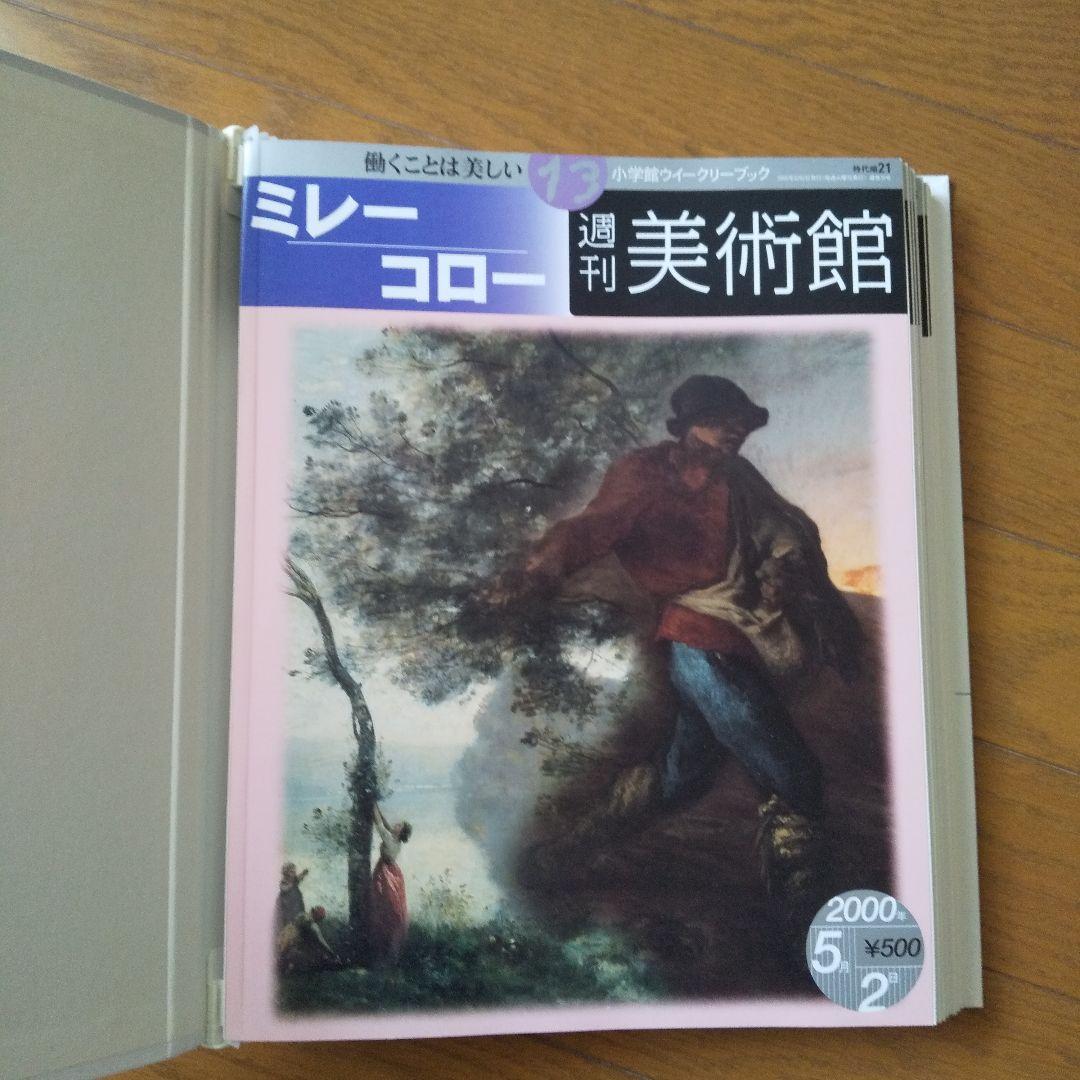 働くことは美しい
13
小学館ウイークリーブック
時代順21
ミレー
コロー
週刊
美術館
2000年
5月
¥500
2日